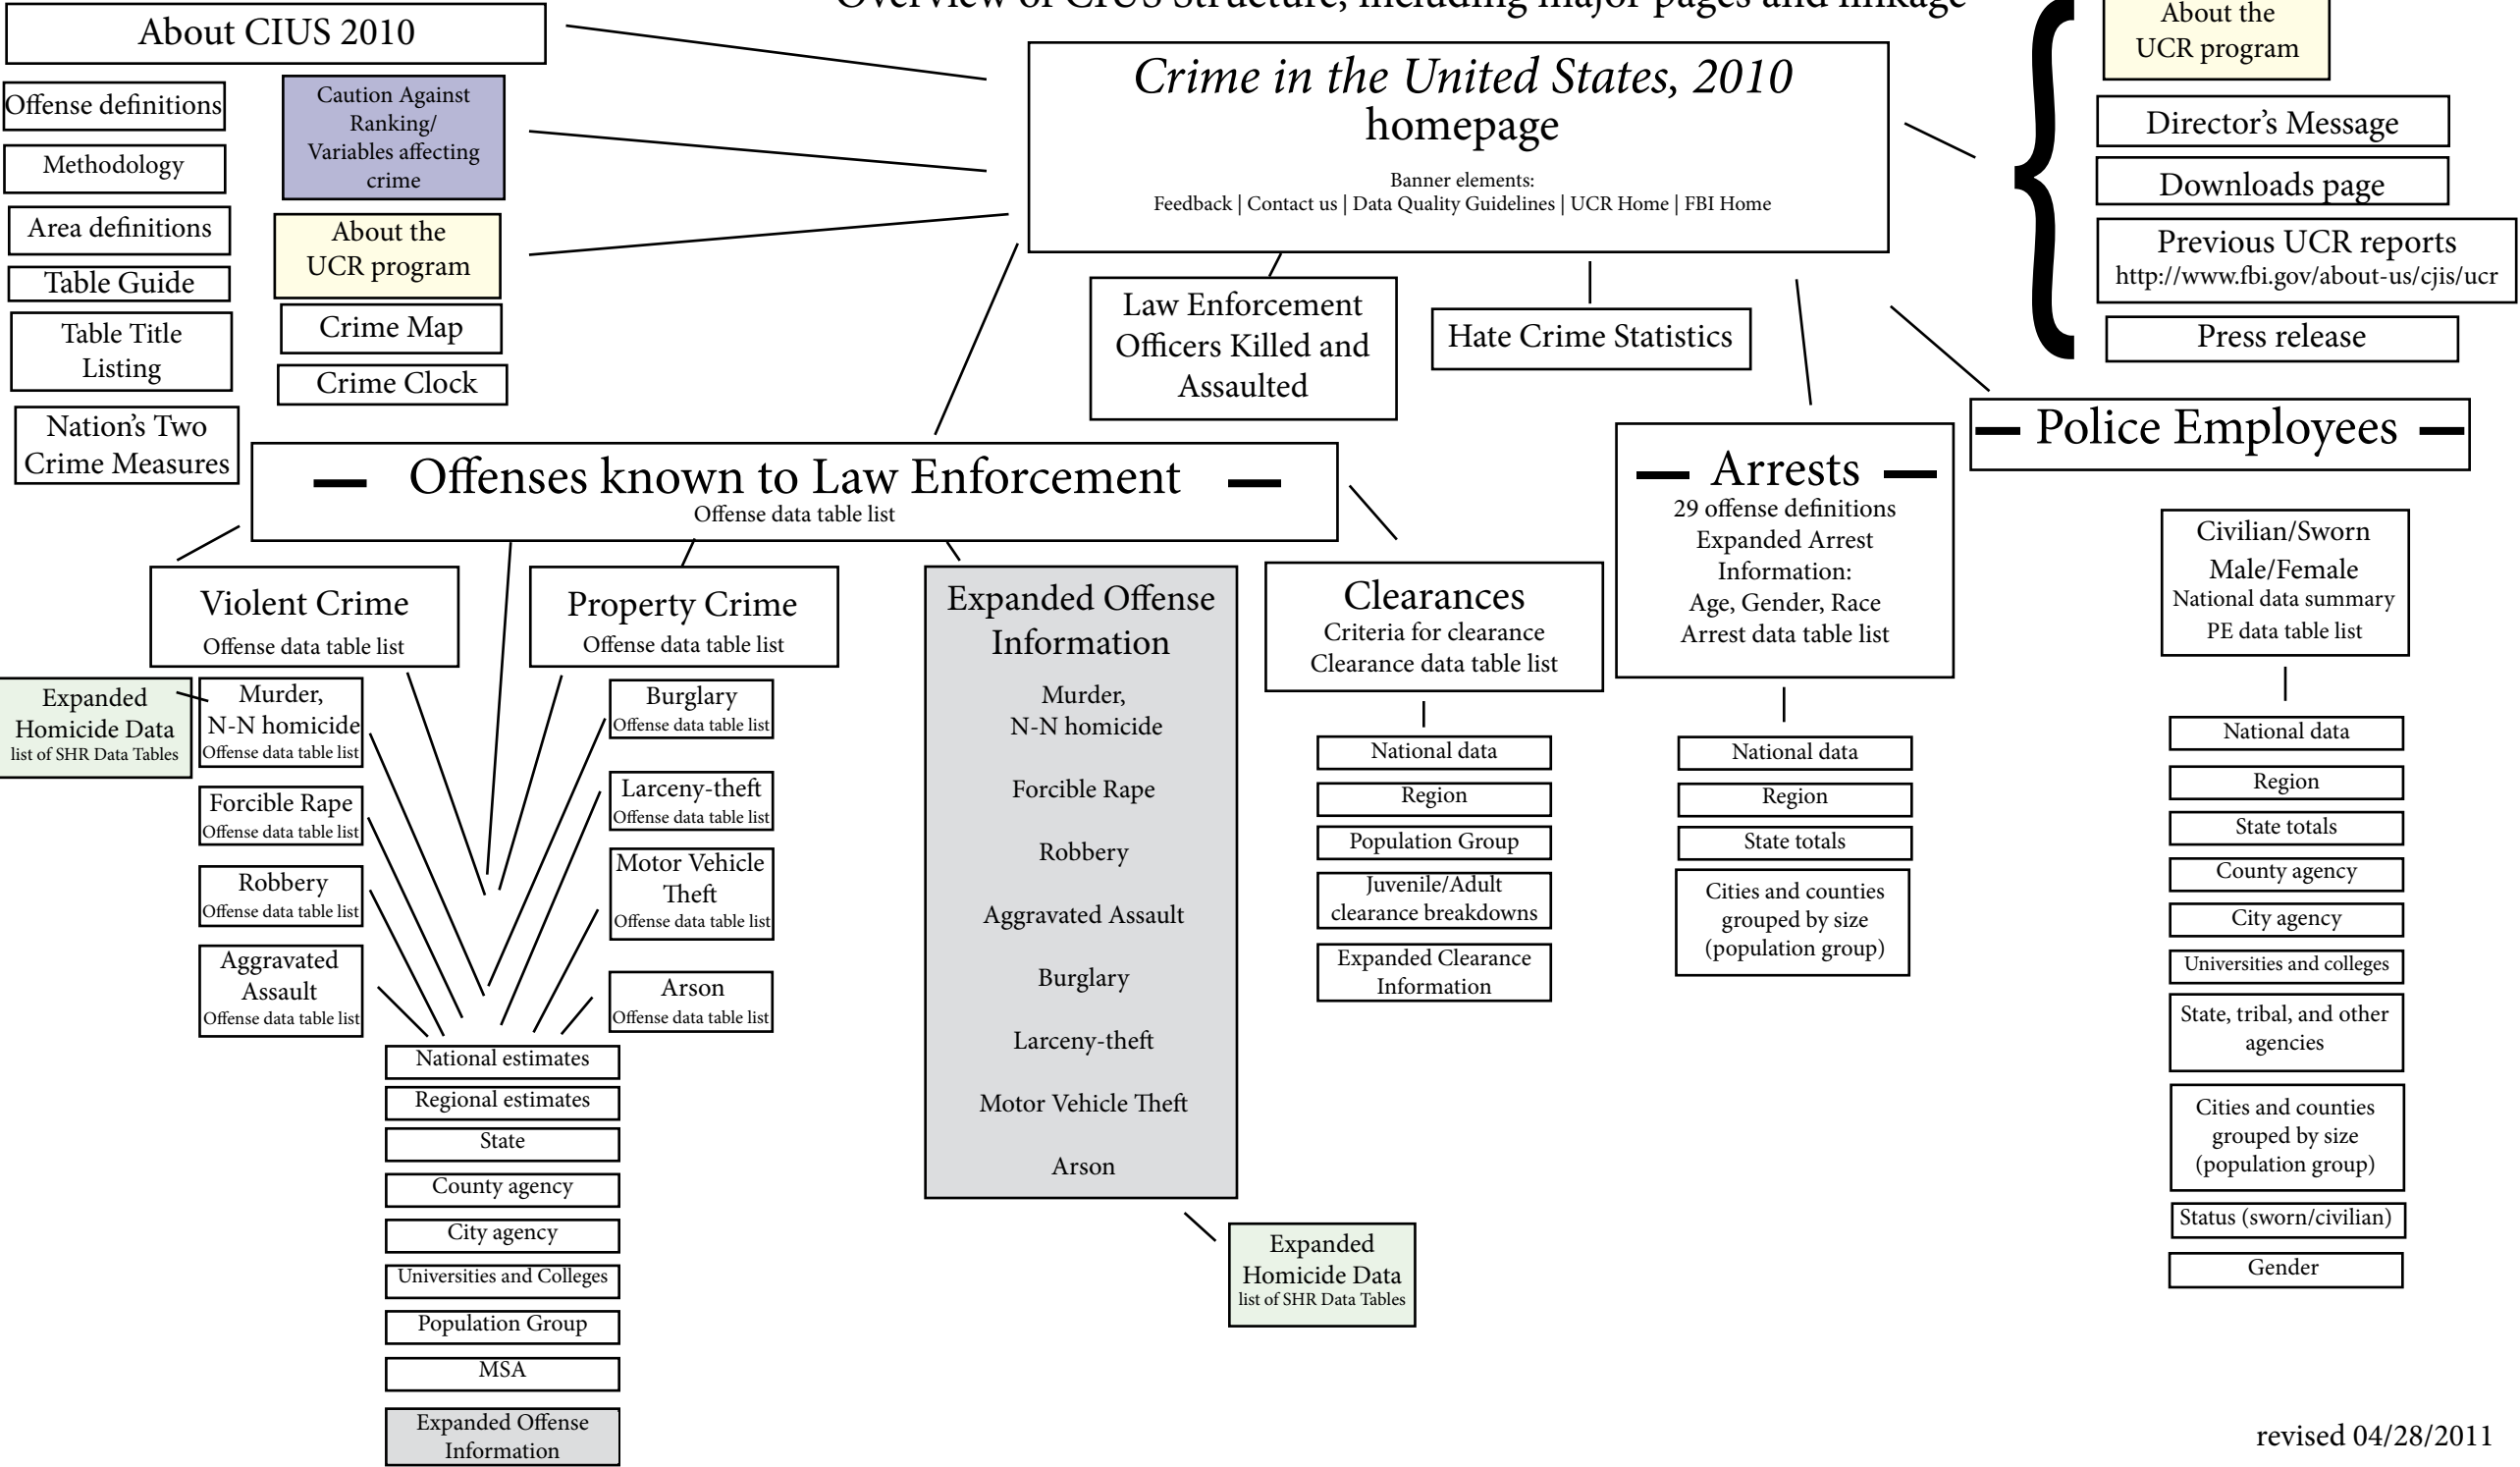 Overview of CIUS Structure, including major pages and linkage
About CIUS 2010
Offense definitions
Methodology
Area definitions
Table Guide
Table Title
Listing
Nation's Two
Crime Measures
Caution Against
Ranking/
Variables affecting
crime
About the
UCR program
Crime Map
Crime Clock
Crime in the United States, 2010
homepage
Banner elements:
Feedback | Contact us | Data Quality Guidelines | UCR Home | FBI Home
About the
UCR program
Director's Message
Downloads page
Previous UCR reports
http://www.fbi.gov/about-us/cjis/ucr
Press release
Law Enforcement
Officers Killed and
Assaulted
Hate Crime Statistics
Offenses known to Law Enforcement
Offense data table list
Violent Crime
Offense data table list
Expanded
Homicide Data
list of SHR Data Tables
Murder,
N-N homicide
Offense data table list
Forcible Rape
Offense data table list
Robbery
Offense data table list
Aggravated
Assault
Offense data table list
Property Crime
Offense data table list
Burglary
Offense data table list
Larceny-theft
Offense data table list
Motor Vehicle
Theft
Offense data table list
Arson
Offense data table list
National estimates
Regional estimates
State
County agency
City agency
Universities and Colleges
Population Group
MSA
Expanded Offense
Information
Expanded Offense
Information
Murder,
N-N homicide
Forcible Rape
Robbery
Aggravated Assault
Burglary
Larceny-theft
Motor Vehicle Theft
Arson
Expanded
Homicide Data
list of SHR Data Tables
Clearances
Criteria for clearance
Clearance data table list
National data
Region
Population Group
Juvenile/Adult
clearance breakdowns
Expanded Clearance
Information
Arrests
29 offense definitions
Expanded Arrest
Information:
Age, Gender, Race
Arrest data table list
National data
Region
State totals
Cities and counties
grouped by size
(population group)
Police Employees
Civilian/Sworn
Male/Female
National data summary
PE data table list
National data
Region
State totals
County agency
City agency
Universities and colleges
State, tribal, and other
agencies
Cities and counties
grouped by size
(population group)
Status (sworn/civilian)
Gender
revised 04/28/2011